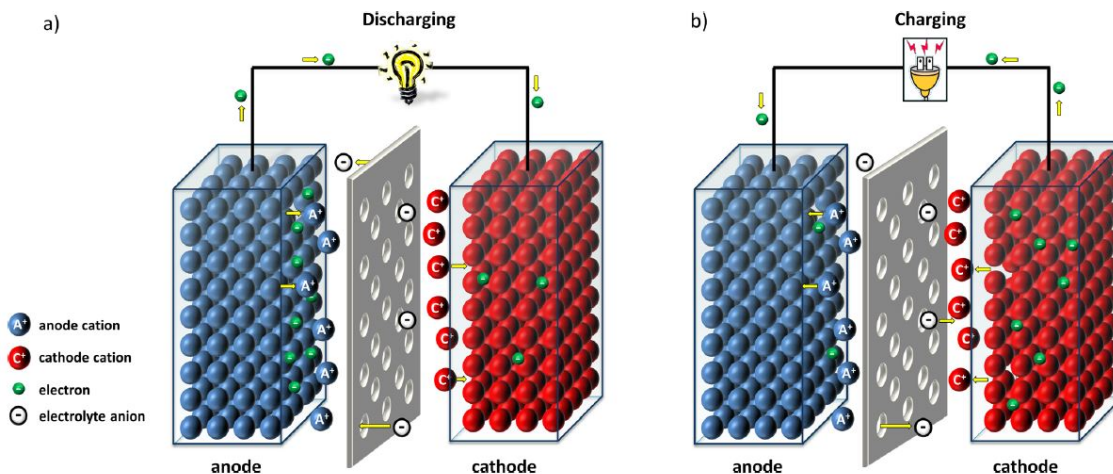 a)
Discharging
b)
Charging
A⁺
A⁺
A⁺
A⁺
A⁺
A⁺
C⁺
C⁺
C⁺
C⁺
C⁺
C⁺
A⁺
A⁺
A⁺
A⁺
A⁺
A⁺
C⁺
C⁺
C⁺
C⁺
C⁺
C⁺
A⁺ anode cation
C⁺ cathode cation
- electron
- electrolyte anion
anode
cathode
anode
cathode